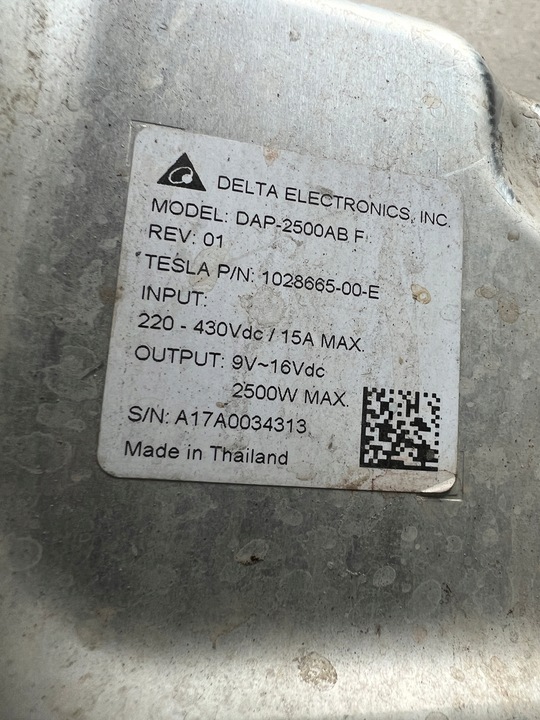 DELTA ELECTRONICS, INC.
MODEL: DAP-2500AB F
REV: 01
TESLA P/N: 1028665-00-E
INPUT:
220 - 430Vdc / 15A MAX.
OUTPUT: 9V~16Vdc
2500W MAX.
S/N: A17A0034313
Made in Thailand